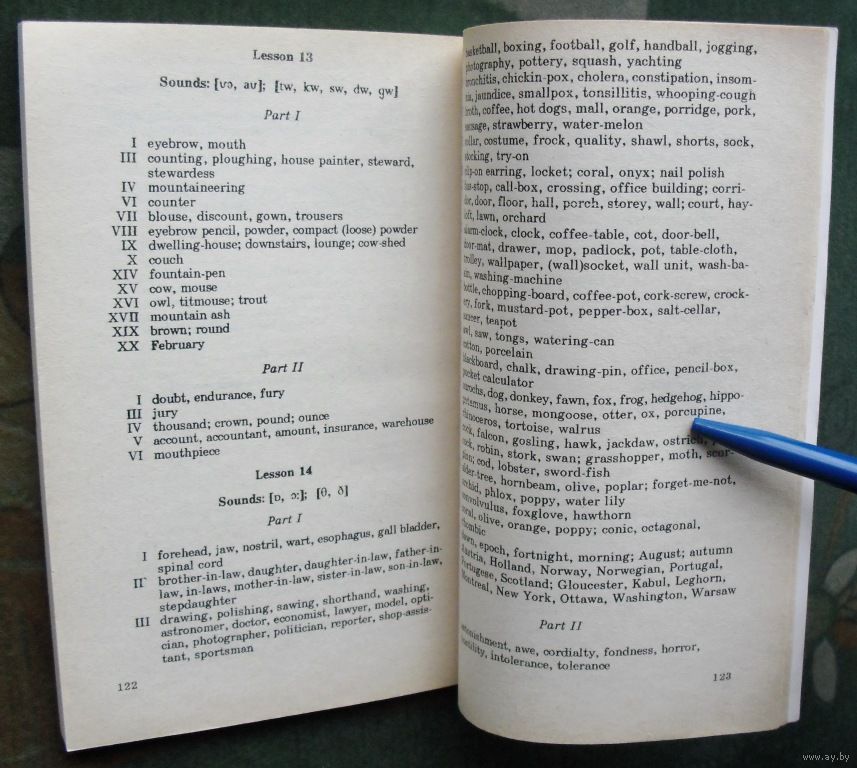 Lesson 13
Sounds: [ʊə, aʊ]; [tw, kw, sw, dw, gw]
Part I
I eyebrow, mouth
III counting, ploughing, house painter, steward,
stewardess
IV mountaineering
VI counter
VII blouse, discount, gown, trousers
VIII eyebrow pencil, powder, compact (loose) powder
IX dwelling-house; downstairs, lounge; cow-shed
X couch
XIV fountain-pen
XV cow, mouse
XVI owl, titmouse; trout
XVII mountain ash
XIX brown; round
XX February
Part II
I doubt, endurance, fury
III jury
IV thousand; crown, pound; ounce
V account, accountant, amount, insurance, warehouse
VI mouthpiece
Lesson 14
Sounds: [ɒ, ɔ:]; [θ, ð]
Part I
I forehead, jaw, nostril, wart, esophagus, gall bladder,
spinal cord
II brother-in-law, daughter, daughter-in-law, father-in-
law, in-laws, mother-in-law, sister-in-law, son-in-law,
stepdaughter
III drawing, polishing, sawing, shorthand, washing,
astronomer, doctor, economist, lawyer, model, opti-
cian, photographer, politician, reporter, shop-assis-
tant, sportsman
122
basketball, boxing, football, golf, handball, jogging,
photography, pottery, squash, yachting
bronchitis, chickin-pox, cholera, constipation, insom-
nia, jaundice, smallpox, tonsillitis, whooping-cough
broth, coffee, hot dogs, mall, orange, porridge, pork,
sausage, strawberry, water-melon
collar, costume, frock, quality, shawl, shorts, sock,
stocking, try-on
slip-on earring, locket; coral, onyx; nail polish
bus-stop, call-box, crossing, office building; corri-
dor, door, floor, hall, porch, storey, wall; court, hay-
loft, lawn, orchard
alarm-clock, clock, coffee-table, cot, door-bell,
door-mat, drawer, mop, padlock, pot, table-cloth,
trolley, wallpaper, (wall)socket, wall unit, wash-ba-
sin, washing-machine
bottle, chopping-board, coffee-pot, cork-screw, crock-
ery, fork, mustard-pot, pepper-box, salt-cellar,
saucer, teapot
awl, saw, tongs, watering-can
cotton, porcelain
blackboard, chalk, drawing-pin, office, pencil-box,
pocket calculator
aurochs, dog, donkey, fawn, fox, frog, hedgehog, hippo-
potamus, horse, mongoose, otter, ox, porcupine,
rhinoceros, tortoise, walrus
cock, falcon, gosling, hawk, jackdaw, ostrich,
robin, stork, swan; grasshopper, moth, scor-
pion; cod, lobster, sword-fish
alder-tree, hornbeam, olive, poplar; forget-me-not,
orchid, phlox, poppy, water lily
convolvulus, foxglove, hawthorn
coral, olive, orange, poppy; conic, octagonal,
rhombic
dawn, epoch, fortnight, morning; August; autumn
Austria, Holland, Norway, Norwegian, Portugal,
Portugese, Scotland; Gloucester, Kabul, Leghorn,
Montreal, New York, Ottawa, Washington, Warsaw
Part II
astonishment, awe, cordialty, fondness, horror,
hostility, intolerance, tolerance
123
www.ay.by